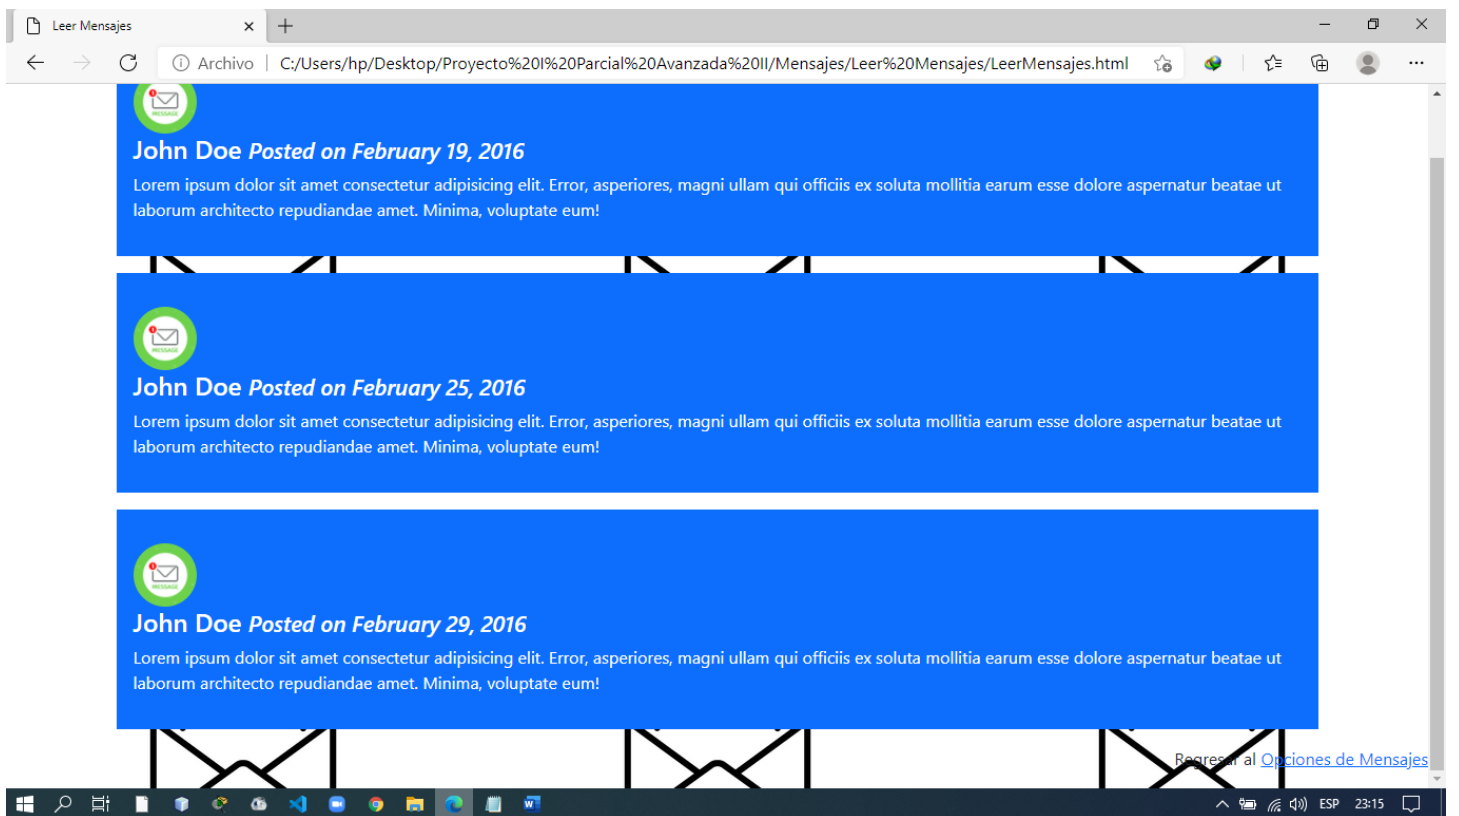 Leer Mensajes
Archivo C:/Users/hp/Desktop/Proyecto%20I%20Parcial%20Avanzada%20II/Mensajes/Leer%20Mensajes/LeerMensajes.html
MESSAGE
John Doe Posted on February 19, 2016
Lorem ipsum dolor sit amet consectetur adipisicing elit. Error, asperiores, magni ullam qui officiis ex soluta mollitia earum esse dolore aspernatur beatae ut
laborum architecto repudiandae amet. Minima, voluptate eum!
MESSAGE
John Doe Posted on February 25, 2016
Lorem ipsum dolor sit amet consectetur adipisicing elit. Error, asperiores, magni ullam qui officiis ex soluta mollitia earum esse dolore aspernatur beatae ut
laborum architecto repudiandae amet. Minima, voluptate eum!
MESSAGE
John Doe Posted on February 29, 2016
Lorem ipsum dolor sit amet consectetur adipisicing elit. Error, asperiores, magni ullam qui officiis ex soluta mollitia earum esse dolore aspernatur beatae ut
laborum architecto repudiandae amet. Minima, voluptate eum!
Regresar al Opciones de Mensajes
ESP 23:15